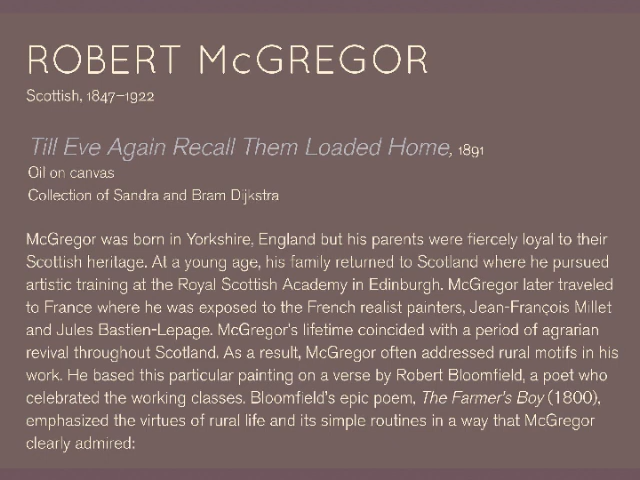 ROBERT McGREGOR
Scottish, 1847–1922
Till Eve Again Recall Them Loaded Home, 1891
Oil on canvas
Collection of Sandra and Bram Dijkstra
McGregor was born in Yorkshire, England but his parents were fiercely loyal to their
Scottish heritage. At a young age, his family returned to Scotland where he pursued
artistic training at the Royal Scottish Academy in Edinburgh. McGregor later traveled
to France where he was exposed to the French realist painters, Jean-François Millet
and Jules Bastien-Lepage. McGregor's lifetime coincided with a period of agrarian
revival throughout Scotland. As a result, McGregor often addressed rural motifs in his
work. He based this particular painting on a verse by Robert Bloomfield, a poet who
celebrated the working classes. Bloomfield's epic poem, The Farmer's Boy (1800),
emphasized the virtues of rural life and its simple routines in a way that McGregor
clearly admired: